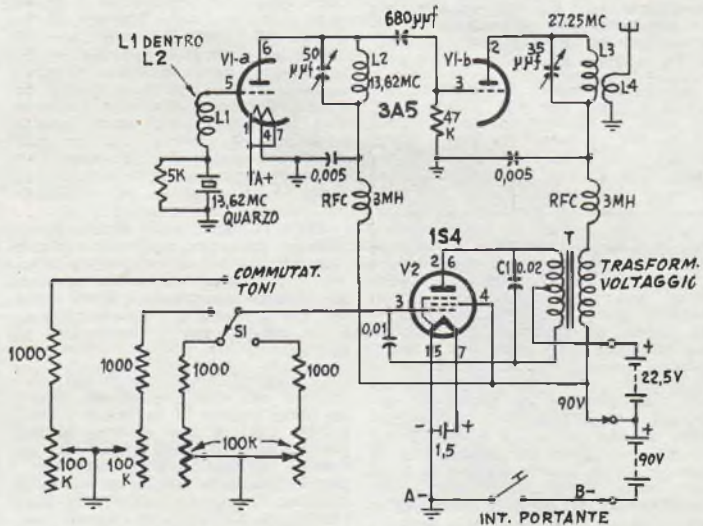 680µµf
27.25MC
L1 DENTRO
L2
V1-a
6
50
µµf
L2
13,62MC
V1-b
2
35
µµf
L3
L4
5
3
3A5
L1
47
K
1
4
7
A+
0,005
0,005
5K
13,62MC
QUARZO
RFC
3MH
RFC
3MH
1S4
COMMUTAT.
TONI
2
6
V2
C1
0.02
T
TRASFORM.
VOLTAGGIO
3
4
S1
0,01
1000
1000
1000
1000
15
7
+
22,5V
90V
-
+
1,5
+
90V
100
K
100
K
100K
A-
B-
INT. PORTANTE